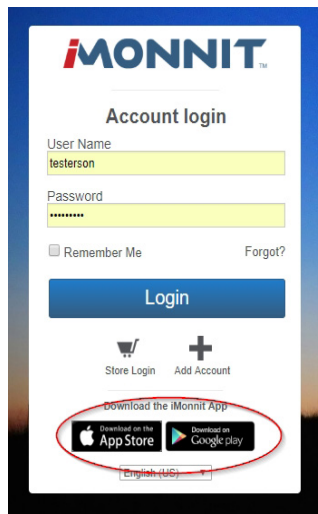 iMONNIT™
Account login
User Name
testerson
Password
•••••••••
Remember Me Forgot?
Login
Store Login Add Account
Download the iMonnit App
Download on the Download on
App Store Google play
English (US)